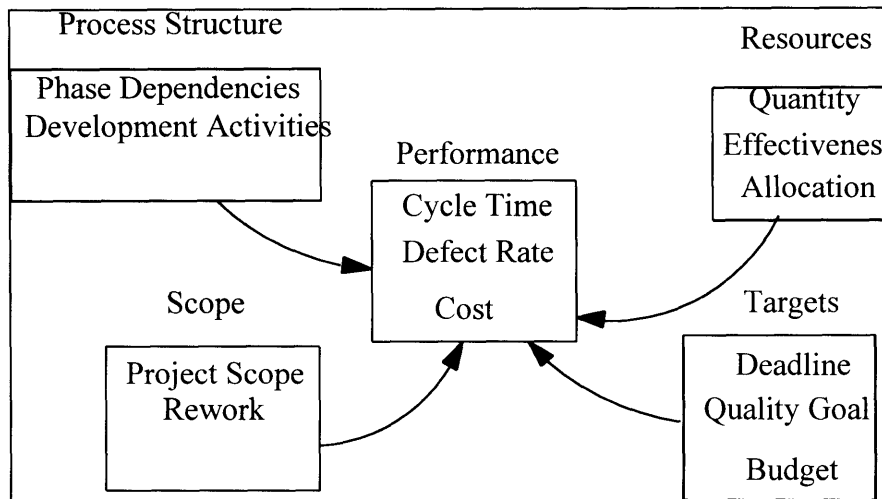 Process Structure
Phase Dependencies
Development Activities
Resources
Quantity
Effectivenes
Allocation
Performance
Cycle Time
Defect Rate
Cost
Scope
Project Scope
Rework
Targets
Deadline
Quality Goal
Budget